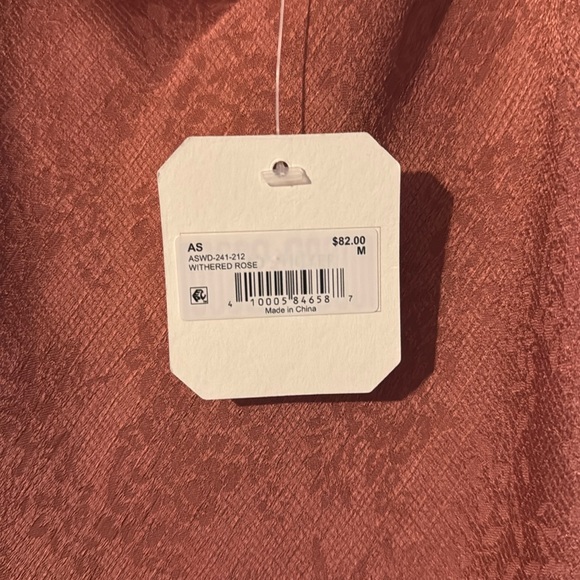 AS $82.00
ASWD-241-212 M
WITHERED ROSE
4 10005 84658 7
Made in China